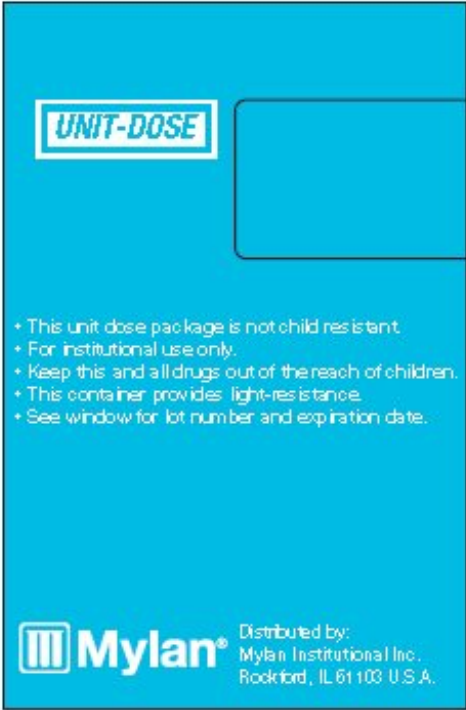 UNIT-DOSE
• This unit dose package is not child resistant.
• For institutional use only.
• Keep this and all drugs out of the reach of children.
• This container provides light-resistance.
• See window for lot number and expiration date.
Mylan®
Distributed by:
Mylan Institutional Inc.
Rockford, IL 61103 U.S.A.